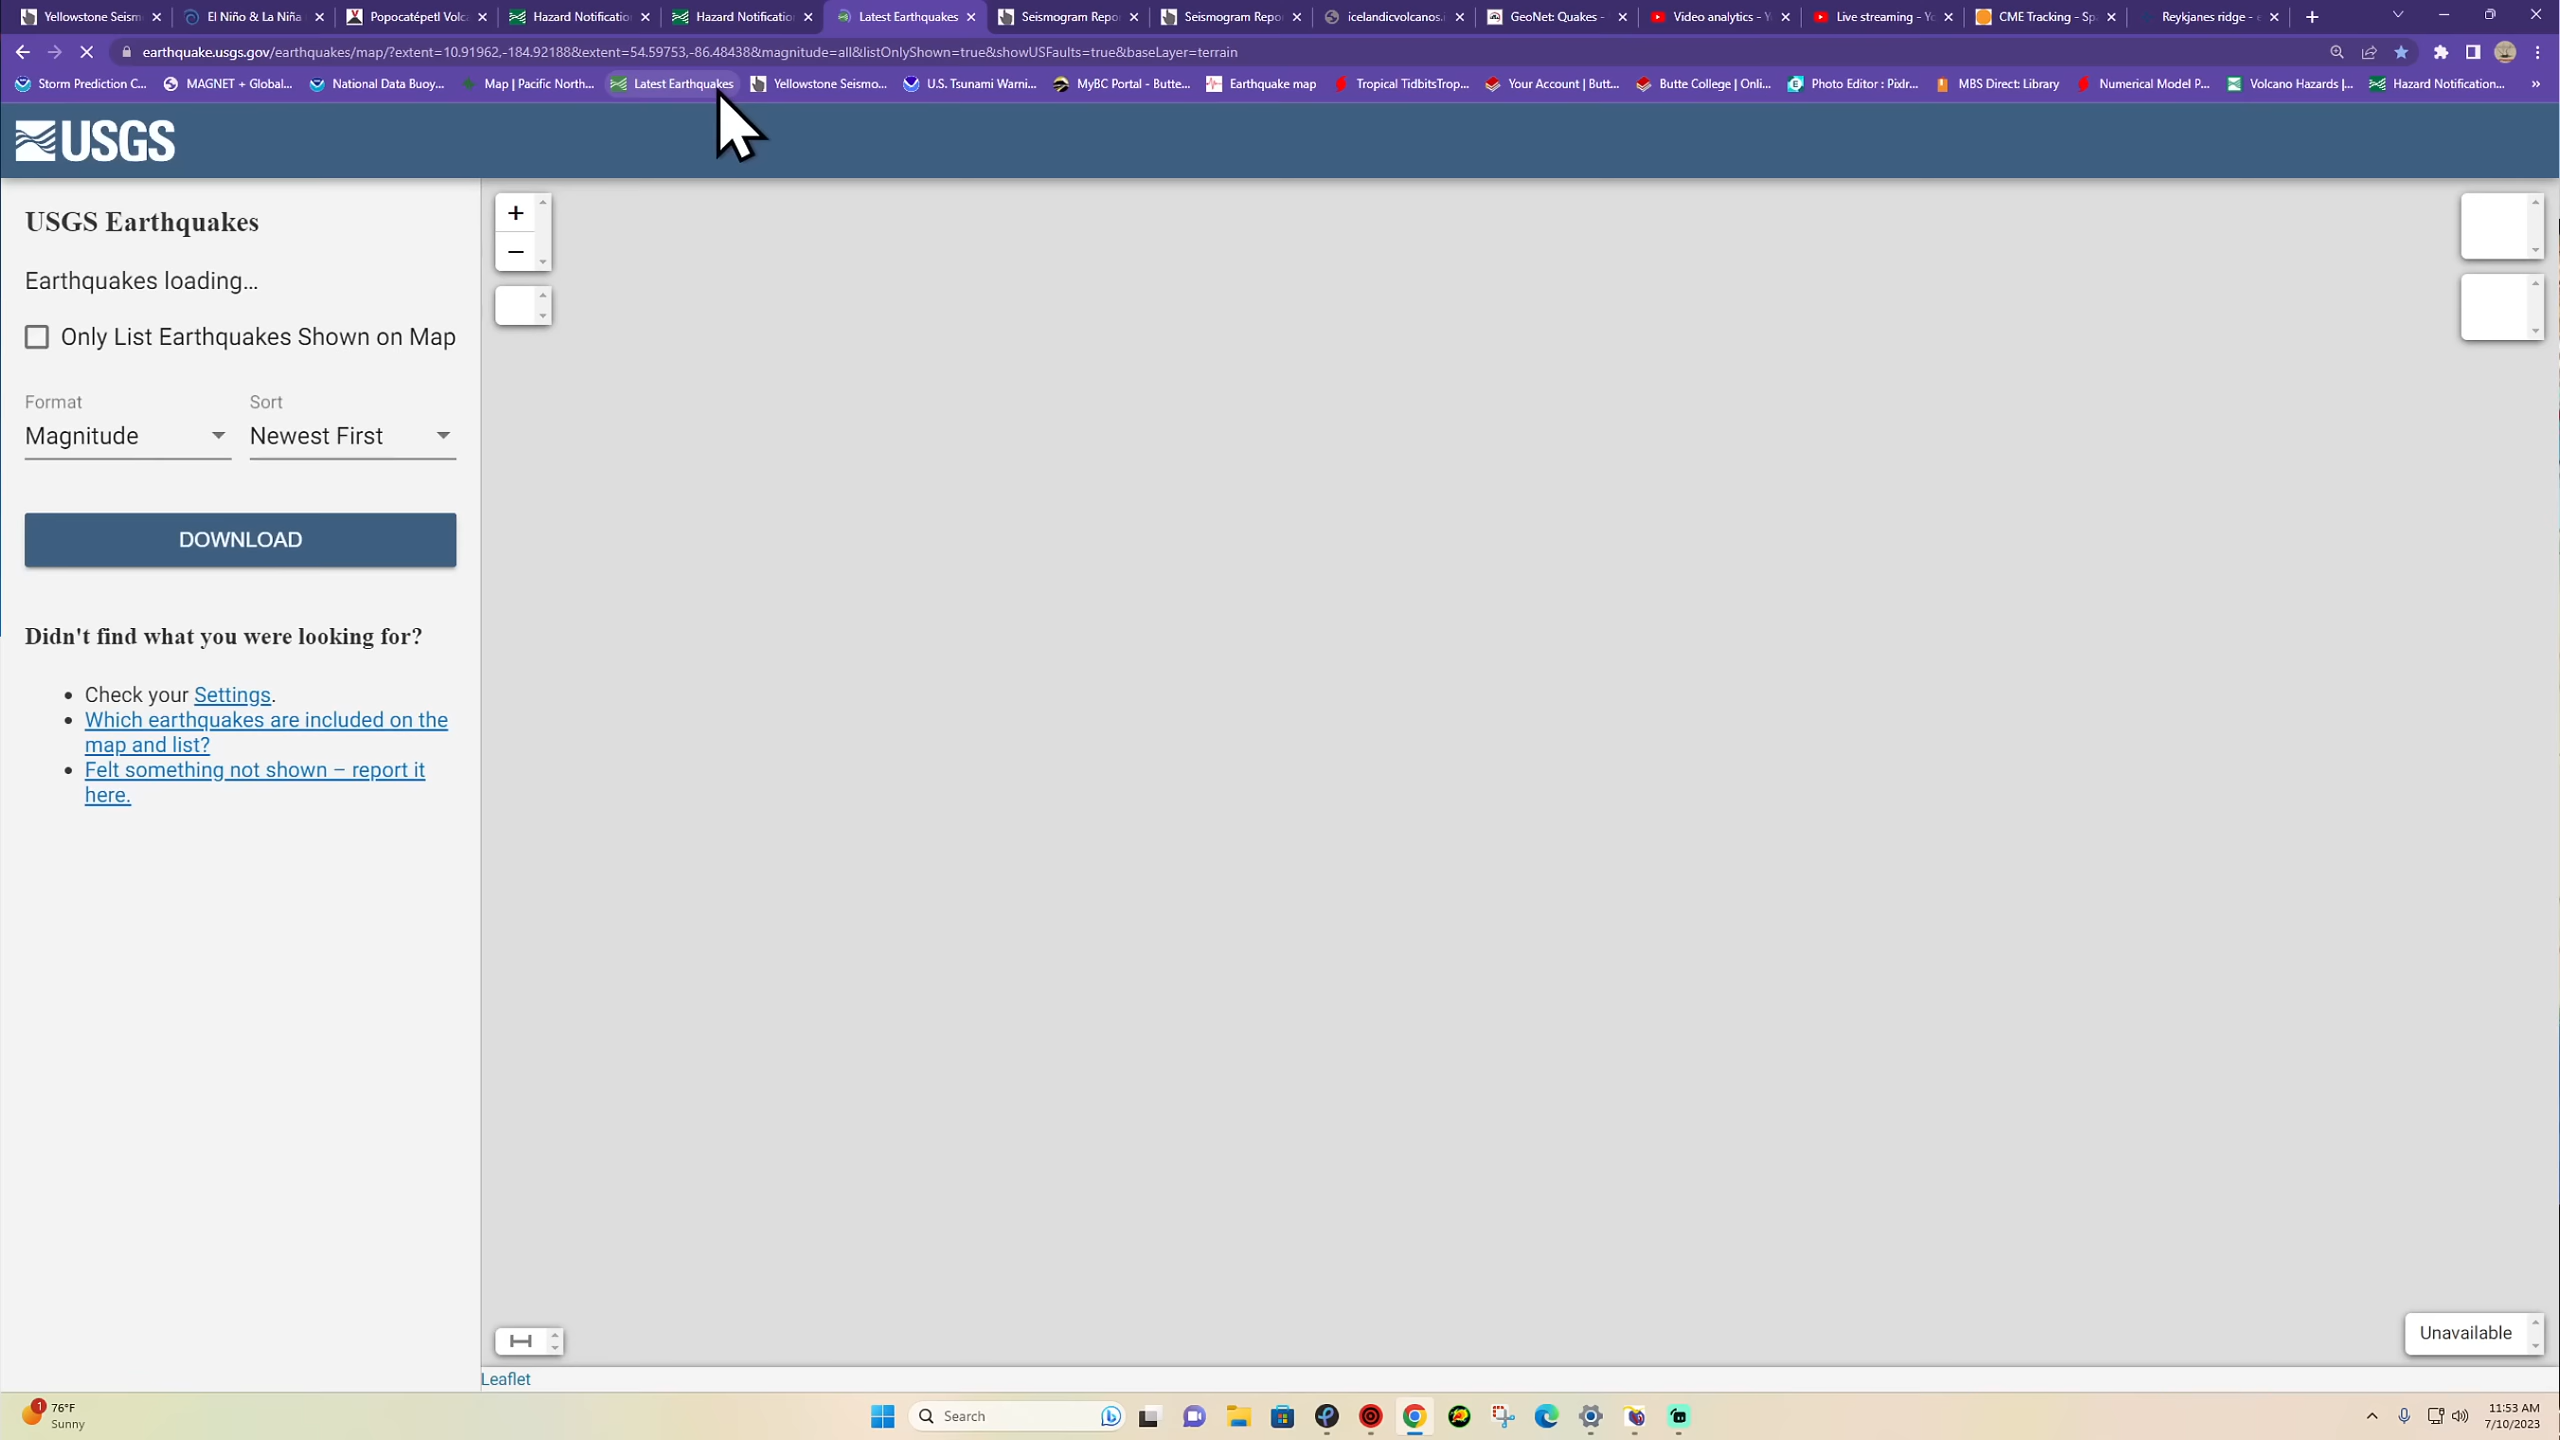 Yellowstone Seism
El Niño & La Niña
Popocatépetl Volc
Hazard Notificatio
Hazard Notificatio
Latest Earthquakes
Seismogram Repo
Seismogram Repo
icelandicvolcanos.i
GeoNet: Quakes -
Video analytics - Y
Live streaming - Yo
CME Tracking - Sp
Reykjanes ridge - e
earthquake.usgs.gov/earthquakes/map/?extent=10.91962,-184.92188&extent=54.59753,-86.48438&magnitude=all&listOnlyShown=true&showUSFaults=true&baseLayer=terrain
Storm Prediction C...
MAGNET + Global...
National Data Buoy...
Map | Pacific North...
Latest Earthquakes
Yellowstone Seismo...
U.S. Tsunami Warni...
MyBC Portal - Butte...
Earthquake map
Tropical TidbitsTrop...
Your Account | Butt...
Butte College | Onli...
Photo Editor : Pixlr...
MBS Direct: Library
Numerical Model P...
Volcano Hazards |...
Hazard Notification...
»
USGS
USGS Earthquakes
Earthquakes loading...
Only List Earthquakes Shown on Map
Format
Sort
Magnitude
Newest First
DOWNLOAD
Didn't find what you were looking for?
• Check your Settings.
• Which earthquakes are included on the
map and list?
• Felt something not shown – report it
here.
+
−
Unavailable
Leaflet
1
76°F
Sunny
Search
11:53 AM
7/10/2023